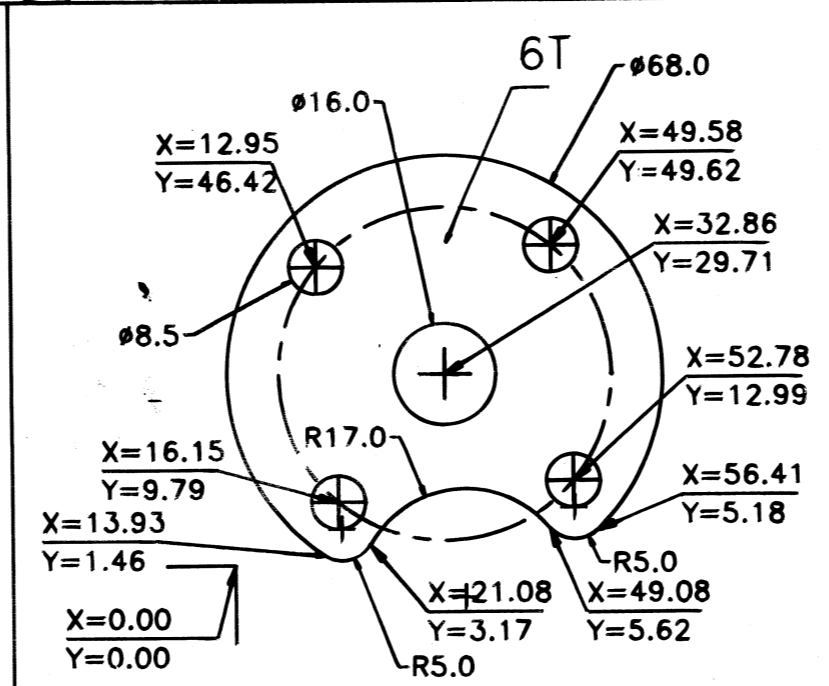 6T
ø68.0
ø16.0
X=12.95
Y=46.42
X=49.58
Y=49.62
X=32.86
Y=29.71
ø8.5
X=52.78
Y=12.99
R17.0
X=16.15
Y=9.79
X=56.41
Y=5.18
X=13.93
Y=1.46
R5.0
X=21.08
Y=3.17
X=49.08
Y=5.62
X=0.00
Y=0.00
R5.0